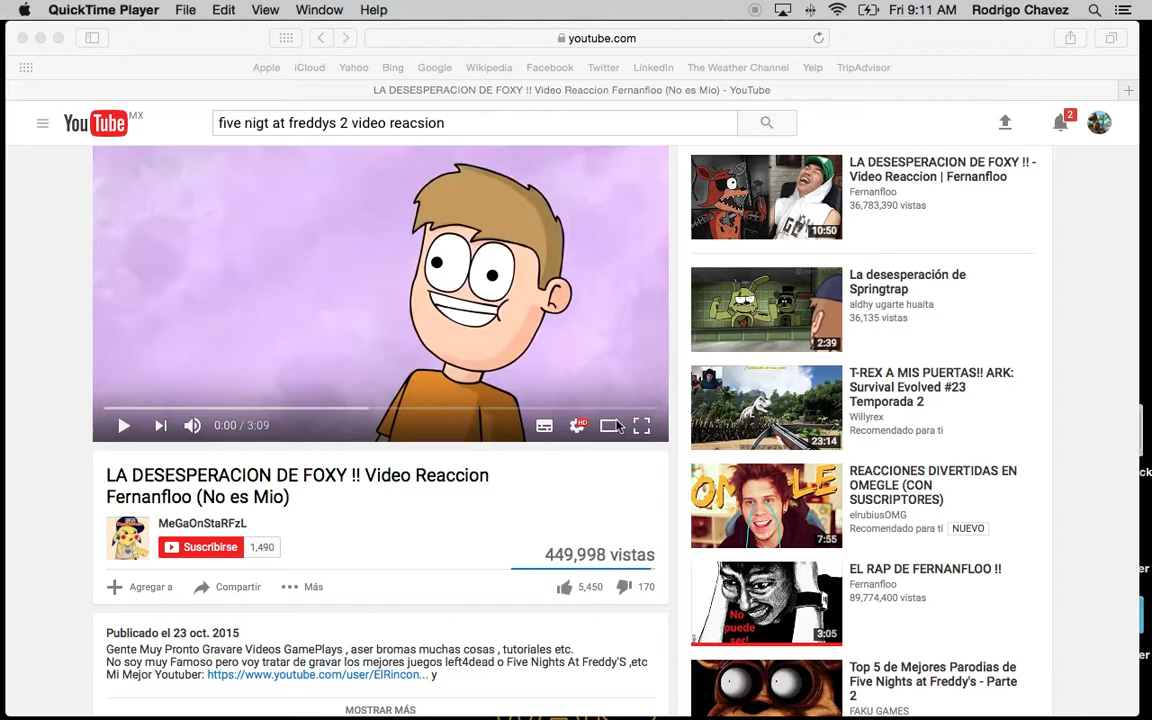 QuickTime Player File Edit View Window Help Fri 9:11 AM Rodrigo Chavez
youtube.com
Apple iCloud Yahoo Bing Google Wikipedia Facebook Twitter LinkedIn The Weather Channel Yelp TripAdvisor
LA DESESPERACION DE FOXY !! Video Reaccion Fernanfloo (No es Mio) - YouTube
YouTube MX
five nigt at freddys 2 video reacsion
2
0:00 / 3:09
HD
LA DESESPERACION DE FOXY !! Video Reaccion
Fernanfloo (No es Mio)
MeGaOnStaRFzL
Suscribirse 1,490
449,998 vistas
Agregar a Compartir Más 5,450 170
Publicado el 23 oct. 2015
Gente Muy Pronto Gravare Videos GamePlays , aser bromas muchas cosas , tutoriales etc.
No soy muy Famoso pero voy tratar de gravar los mejores juegos left4dead o Five Nights At Freddy'S ,etc
Mi Mejor Youtuber: https://www.youtube.com/user/ElRincon... y
MOSTRAR MÁS
LA DESESPERACION DE FOXY !! -
Video Reaccion | Fernanfloo
Fernanfloo
36,783,390 vistas
10:50
La desesperación de
Springtrap
aldhy ugarte huaita
36,135 vistas
2:39
T-REX A MIS PUERTAS!! ARK:
Survival Evolved #23
Temporada 2
Willyrex
Recomendado para ti
23:14
REACCIONES DIVERTIDAS EN
OMEGLE (CON
SUSCRIPTORES)
elrubiusOMG
Recomendado para ti NUEVO
7:55
EL RAP DE FERNANFLOO !!
Fernanfloo
89,774,400 vistas
No
puede
ser!
3:05
Top 5 de Mejores Parodias de
Five Nights at Freddy's - Parte
2
FAKU GAMES